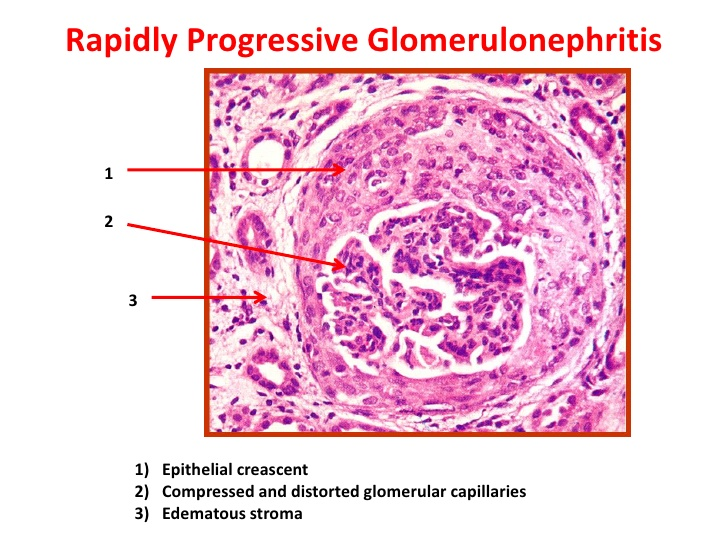 Rapidly Progressive Glomerulonephritis
1
2
3
1) Epithelial creascent
2) Compressed and distorted glomerular capillaries
3) Edematous stroma